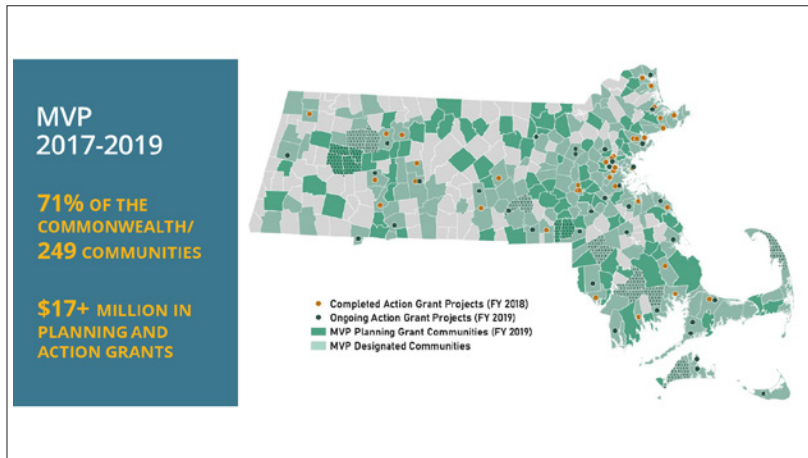 MVP
2017-2019
71% OF THE
COMMONWEALTH/
249 COMMUNITIES
$17+ MILLION IN
PLANNING AND
ACTION GRANTS
Completed Action Grant Projects (FY 2018)
Ongoing Action Grant Projects (FY 2019)
MVP Planning Grant Communities (FY 2019)
MVP Designated Communities